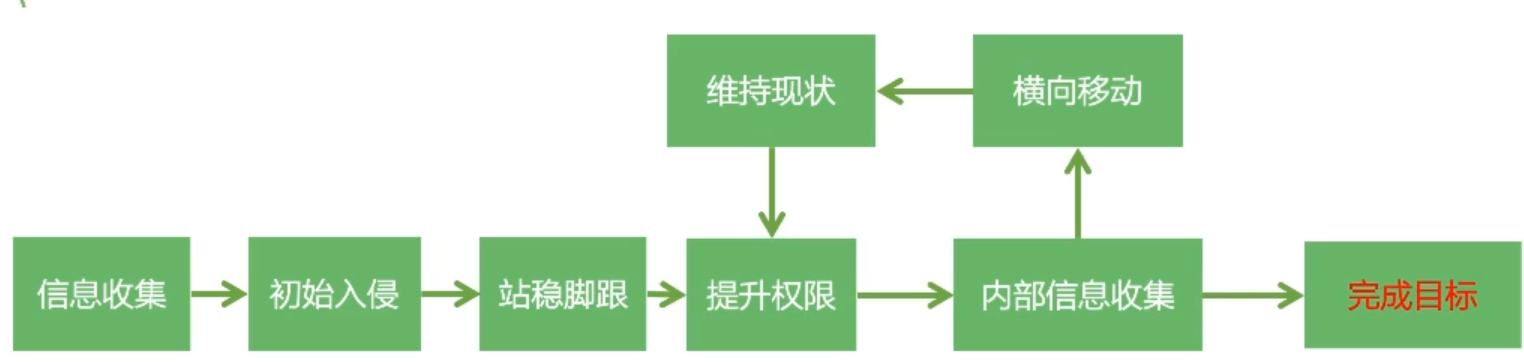 维持现状
横向移动
信息收集
初始入侵
站稳脚跟
提升权限
内部信息收集
完成目标